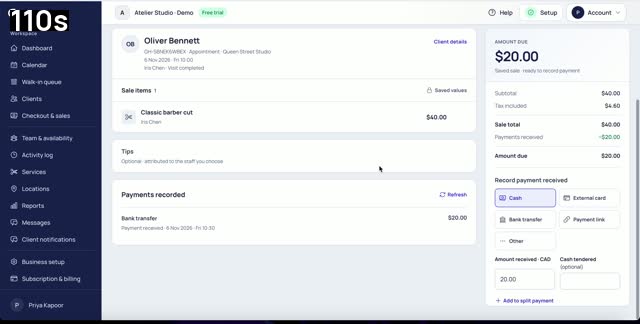 110s
Workspace
Dashboard
Calendar
Walk-in queue
Clients
Checkout & sales
Team & availability
Activity log
Services
Locations
Reports
Messages
Client notifications
Business setup
Subscription & billing
P Priya Kapoor
A Atelier Studio · Demo Free trial
Help
Setup
P Account
OB
Oliver Bennett
Client details
6 Nov 2026 · Fri 10:00
Iris Chen · Visit completed
Sale items 1
Saved values
Classic barber cut
Iris Chen
$40.00
Tips
Optional · attributed to the staff you choose
Payments recorded
Refresh
Bank transfer
$20.00
Payment received · 6 Nov 2026 · Fri 10:30
AMOUNT DUE
$20.00
Saved sale · ready to record payment
Subtotal $40.00
Tax included $4.60
Sale total $40.00
Payments received -$20.00
Amount due $20.00
Record payment received
Cash
External card
Bank transfer
Payment link
Other
Amount received · CAD
Cash tendered (optional)
20.00
+ Add to split payment